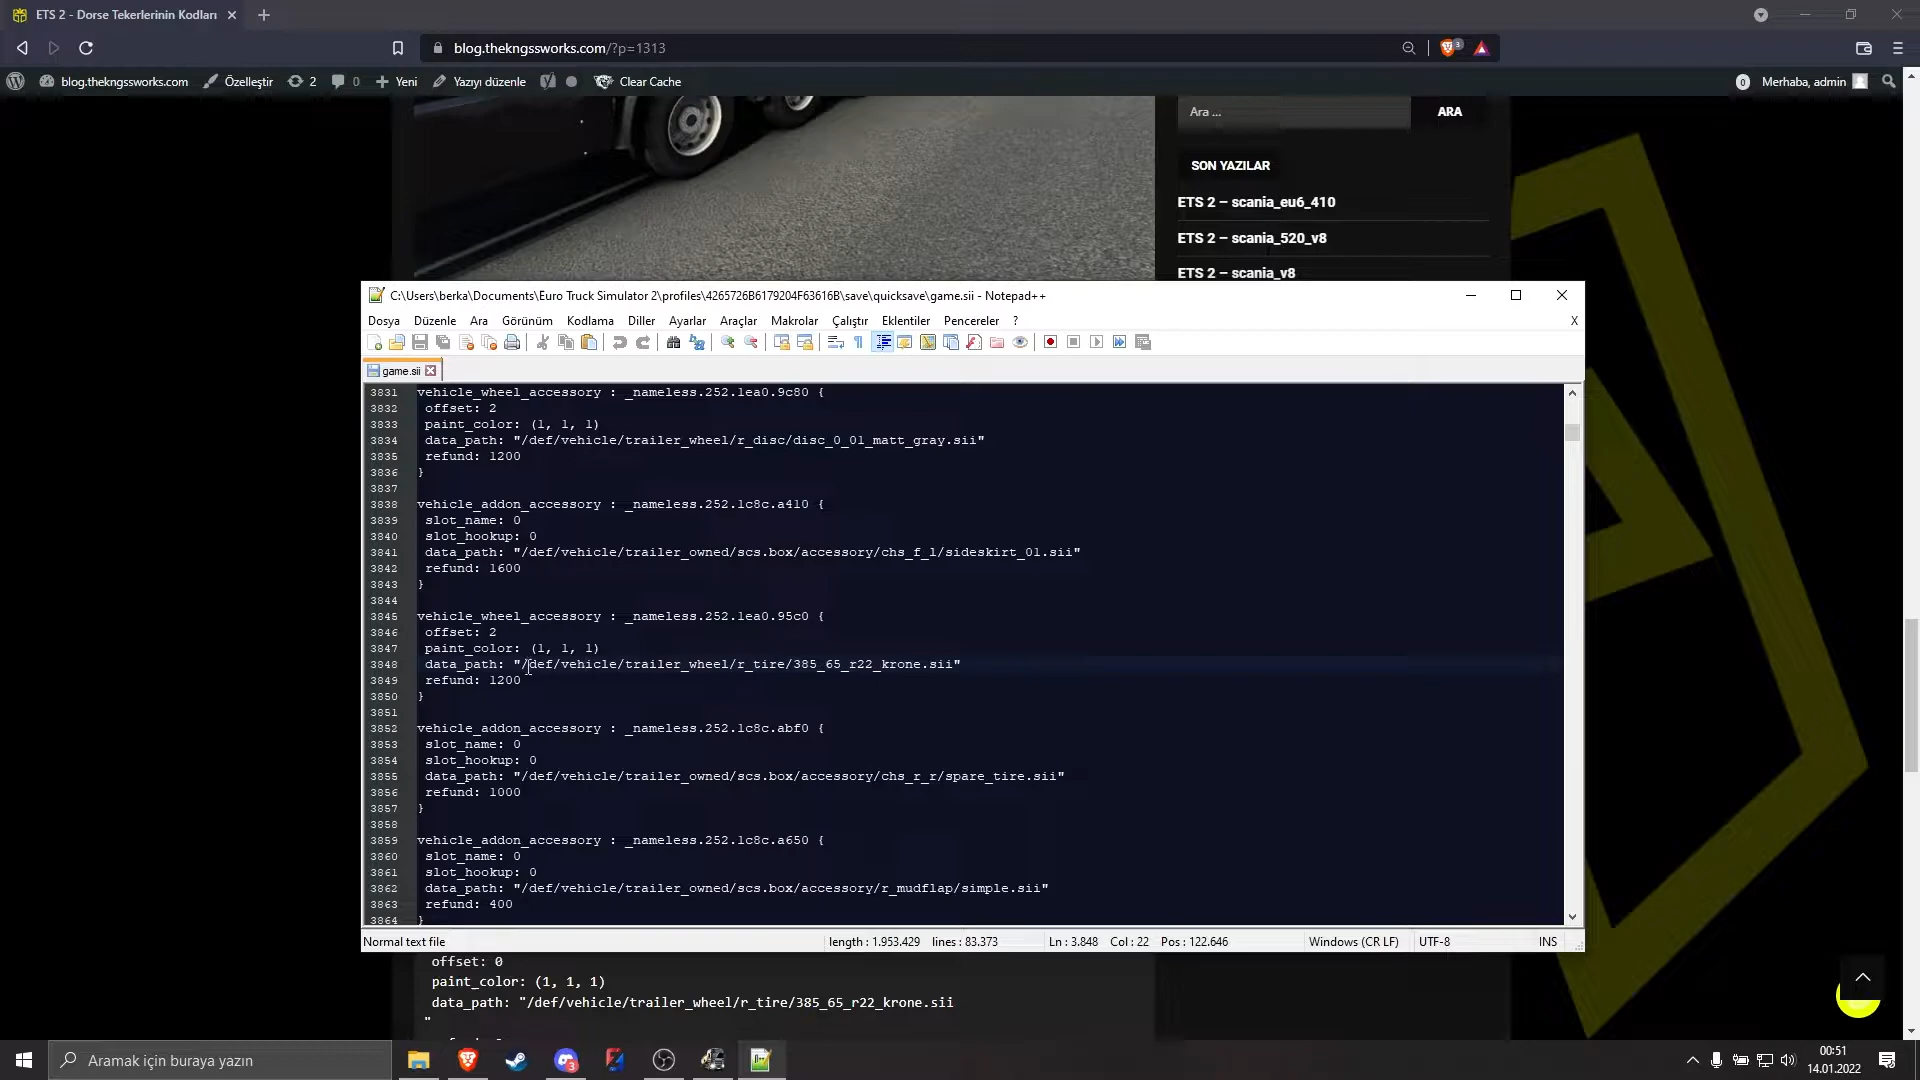 ETS 2 - Dorse Tekerlerinin Kodları
blog.thekngssworks.com/?p=1313
3
blog.thekngssworks.com
Özelleştir
2
0
Yeni
Yazıyı düzenle
Clear Cache
0
Merhaba, admin
Ara ...
ARA
SON YAZILAR
ETS 2 – scania_eu6_410
ETS 2 – scania_520_v8
ETS 2 – scania_v8
C:\Users\berka\Documents\Euro Truck Simulator 2\profiles\4265726B6179204F63616B\save\quicksave\game.sii - Notepad++
Dosya Düzenle Ara Görünüm Kodlama Diller Ayarlar Araçlar Makrolar Çalıştır Eklentiler Pencereler ? X
game.sii
3831 vehicle_wheel_accessory : _nameless.252.1ea0.9c80 {
3832 offset: 2
3833 paint_color: (1, 1, 1)
3834 data_path: "/def/vehicle/trailer_wheel/r_disc/disc_0_01_matt_gray.sii"
3835 refund: 1200
3836 }
3837
3838 vehicle_addon_accessory : _nameless.252.1c8c.a410 {
3839 slot_name: 0
3840 slot_hookup: 0
3841 data_path: "/def/vehicle/trailer_owned/scs.box/accessory/chs_f_l/sideskirt_01.sii"
3842 refund: 1600
3843 }
3844
3845 vehicle_wheel_accessory : _nameless.252.1ea0.95c0 {
3846 offset: 2
3847 paint_color: (1, 1, 1)
3848 data_path: "/def/vehicle/trailer_wheel/r_tire/385_65_r22_krone.sii"
3849 refund: 1200
3850 }
3851
3852 vehicle_addon_accessory : _nameless.252.1c8c.abf0 {
3853 slot_name: 0
3854 slot_hookup: 0
3855 data_path: "/def/vehicle/trailer_owned/scs.box/accessory/chs_r_r/spare_tire.sii"
3856 refund: 1000
3857 }
3858
3859 vehicle_addon_accessory : _nameless.252.1c8c.a650 {
3860 slot_name: 0
3861 slot_hookup: 0
3862 data_path: "/def/vehicle/trailer_owned/scs.box/accessory/r_mudflap/simple.sii"
3863 refund: 400
3864 }
Normal text file length : 1.953.429 lines : 83.373 Ln : 3.848 Col : 22 Pos : 122.646 Windows (CR LF) UTF-8 INS
offset: 0
paint_color: (1, 1, 1)
data_path: "/def/vehicle/trailer_wheel/r_tire/385_65_r22_krone.sii
"
Aramak için buraya yazın
3
00:51
14.01.2022